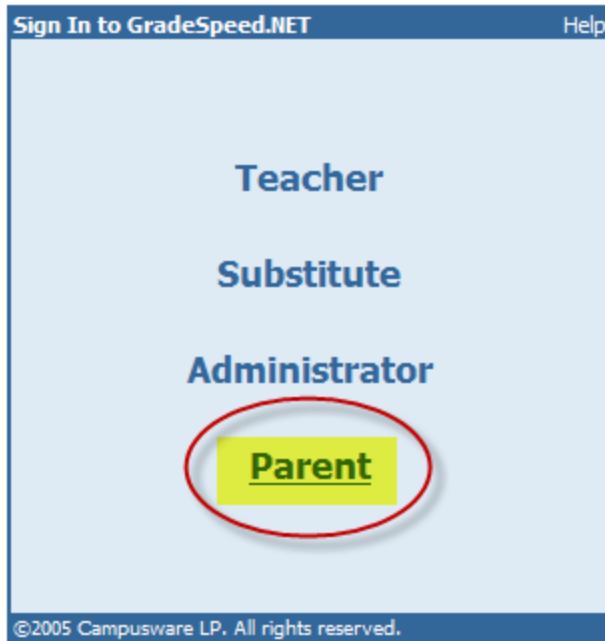 Sign In to GradeSpeed.NET Help
Teacher
Substitute
Administrator
Parent
©2005 Campusware LP. All rights reserved.